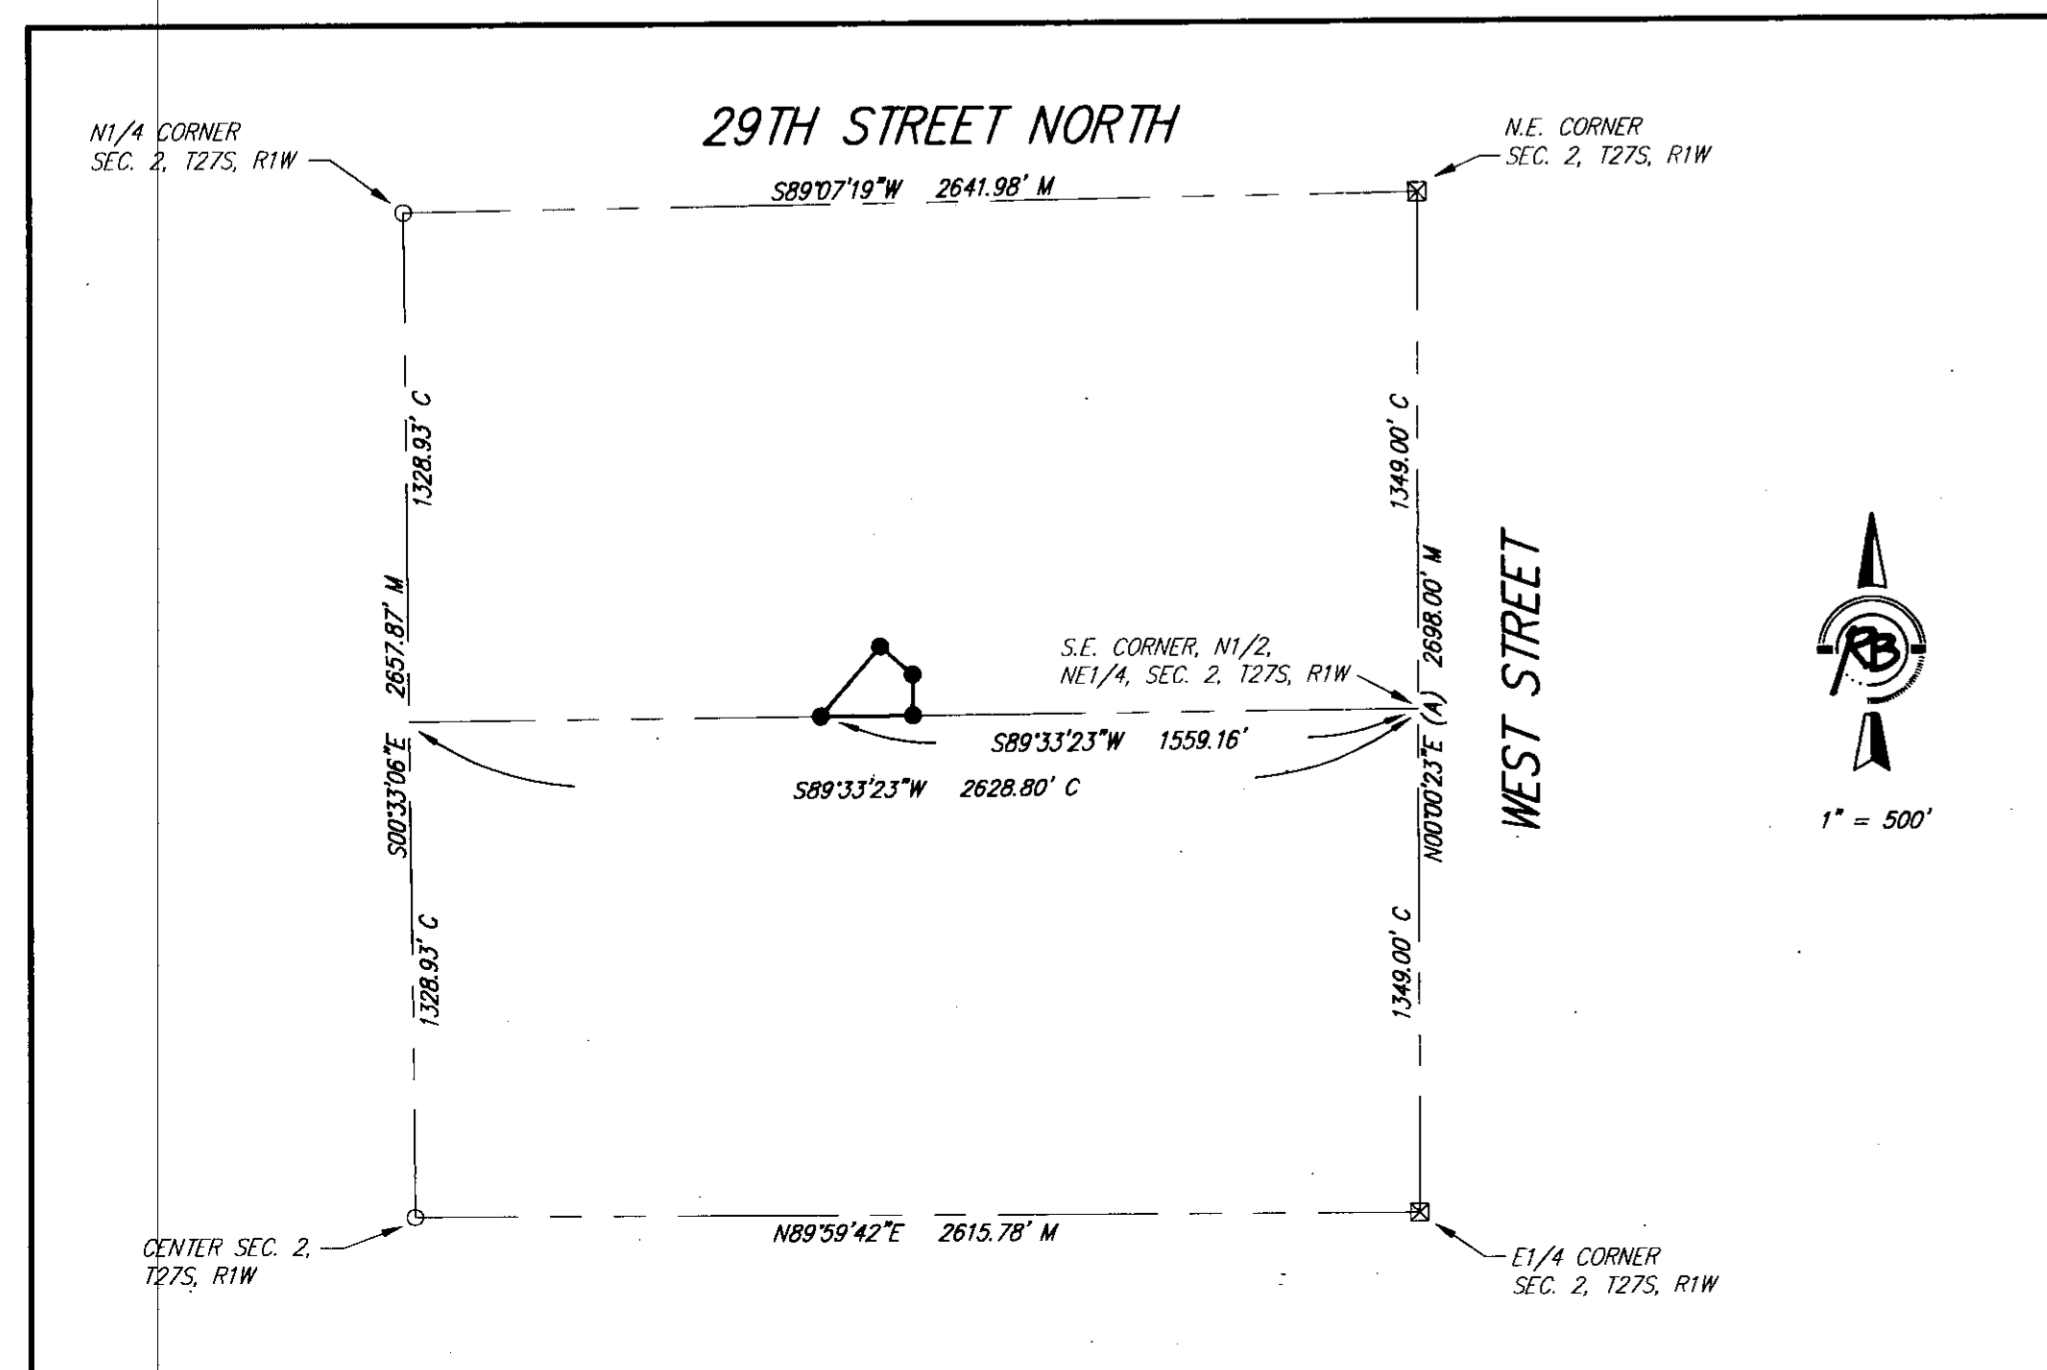 29TH STREET NORTH
N1/4 CORNER
SEC. 2, T27S, R1W
N.E. CORNER
SEC. 2, T27S, R1W
S89°07'19"W 2641.98' M
1328.93' C
1349.00' C
S00°33'06"E 2657.87' M
N00°00'23"E (A) 2698.00' M
WEST STREET
S.E. CORNER, N1/2,
NE1/4, SEC. 2, T27S, R1W
S89°33'23"W 1559.16'
S89°33'23"W 2628.80' C
RB
1" = 500'
1328.93' C
1349.00' C
N89°59'42"E 2615.78' M
CENTER SEC. 2,
T27S, R1W
E1/4 CORNER
SEC. 2, T27S, R1W